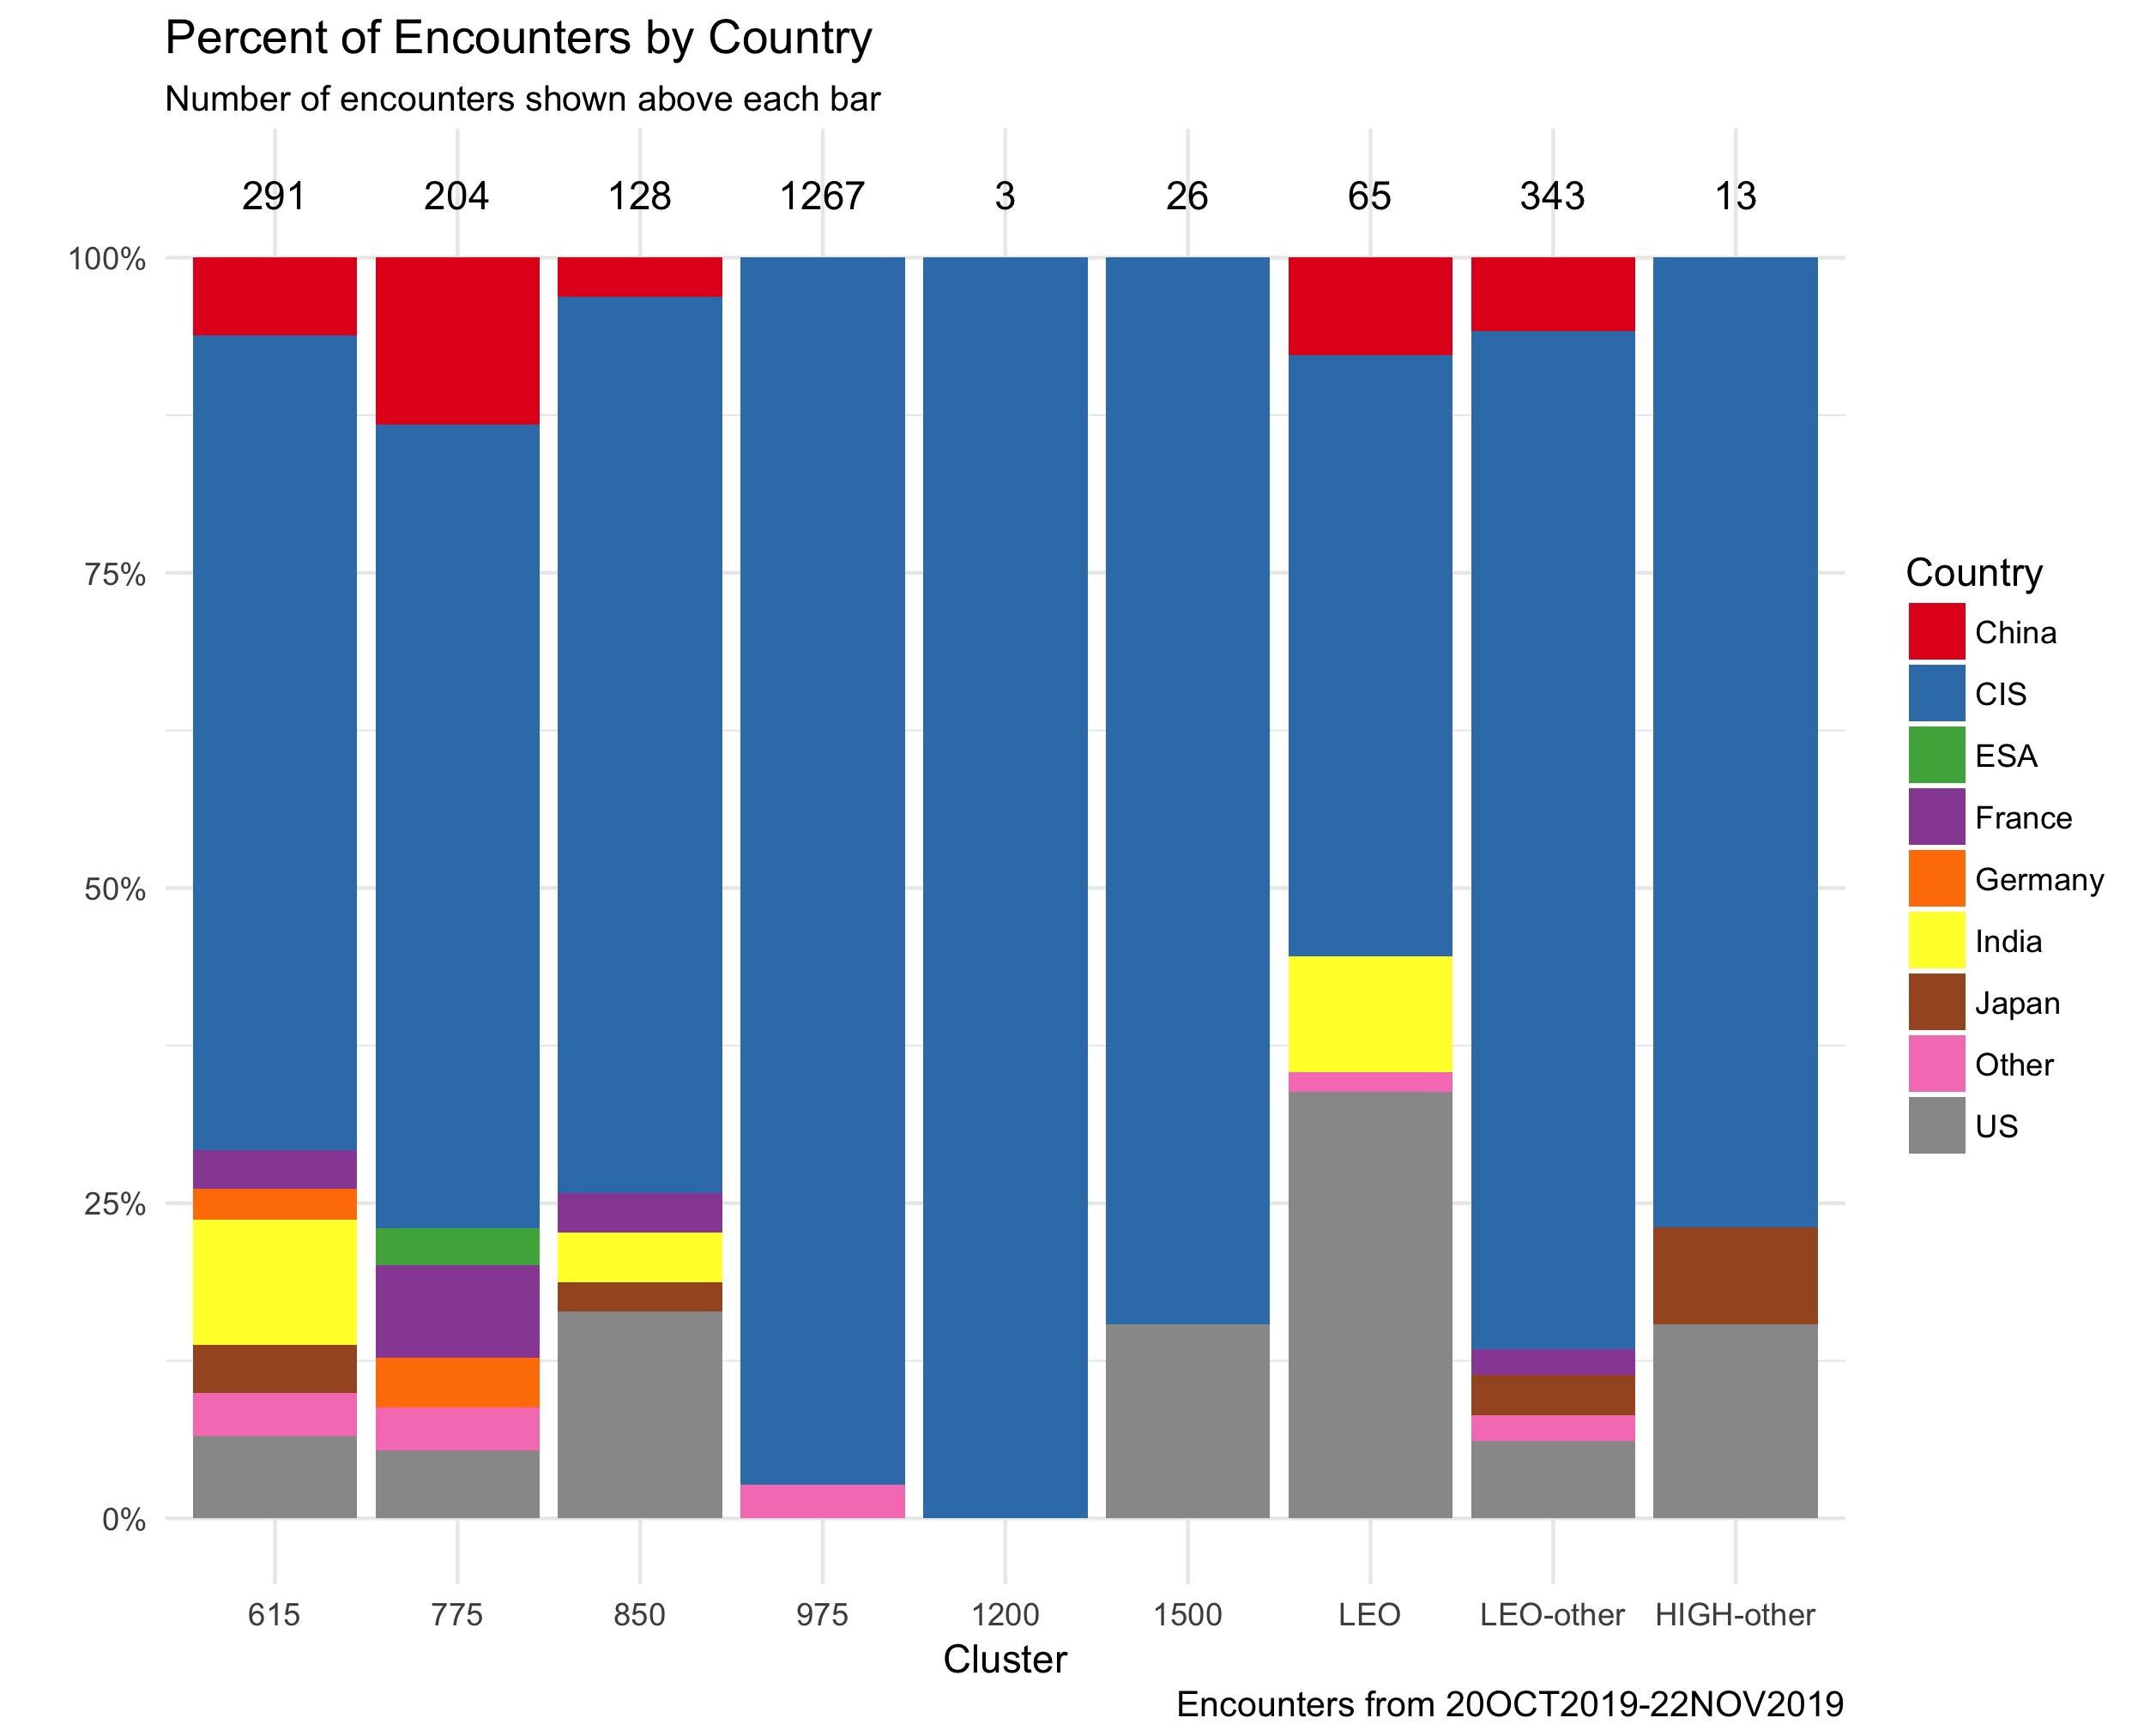 Percent of Encounters by Country
Number of encounters shown above each bar
291 204 128 1267 3 26 65 343 13
100%
75%
50%
25%
0%
615 775 850 975 1200 1500 LEO LEO-other HIGH-other
Cluster
Encounters from 20OCT2019-22NOV2019
Country
China
CIS
ESA
France
Germany
India
Japan
Other
US